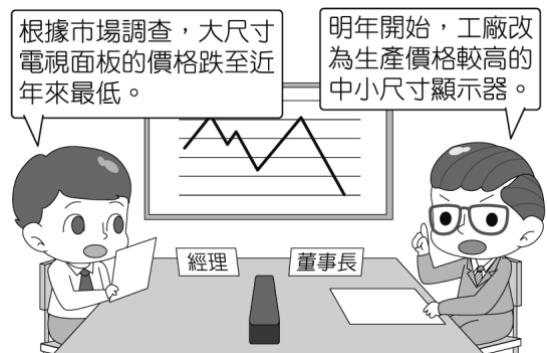 根據市場調查，大尺寸
電視面板的價格跌至近
年來最低。
明年開始，工廠改
為生產價格較高的
中小尺寸顯示器。
經理
董事長